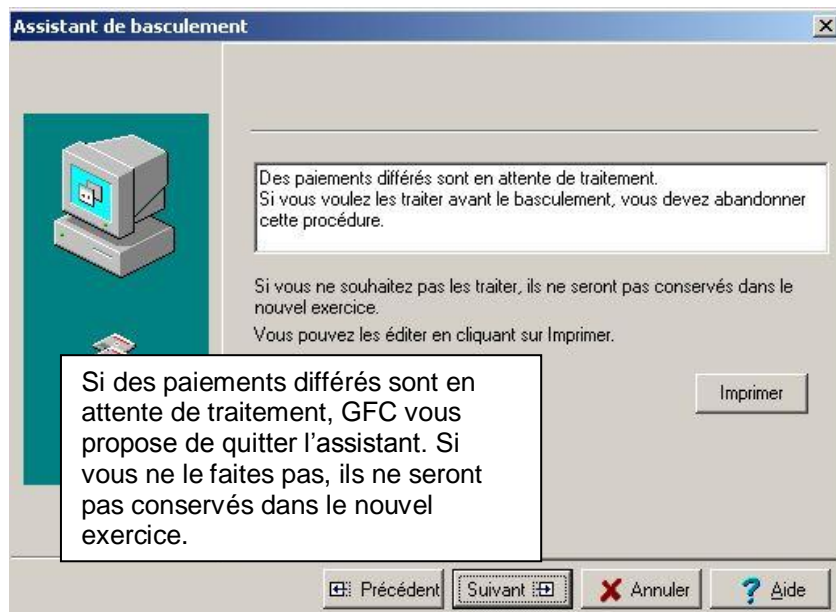 Assistant de basculement
Des paiements différés sont en attente de traitement.
Si vous voulez les traiter avant le basculement, vous devez abandonner
cette procédure.
Si vous ne souhaitez pas les traiter, ils ne seront pas conservés dans le
nouvel exercice.
Vous pouvez les éditer en cliquant sur Imprimer.
Imprimer
Si des paiements différés sont en
attente de traitement, GFC vous
propose de quitter l’assistant. Si
vous ne le faites pas, ils ne seront
pas conservés dans le nouvel
exercice.
Précédent Suivant Annuler Aide